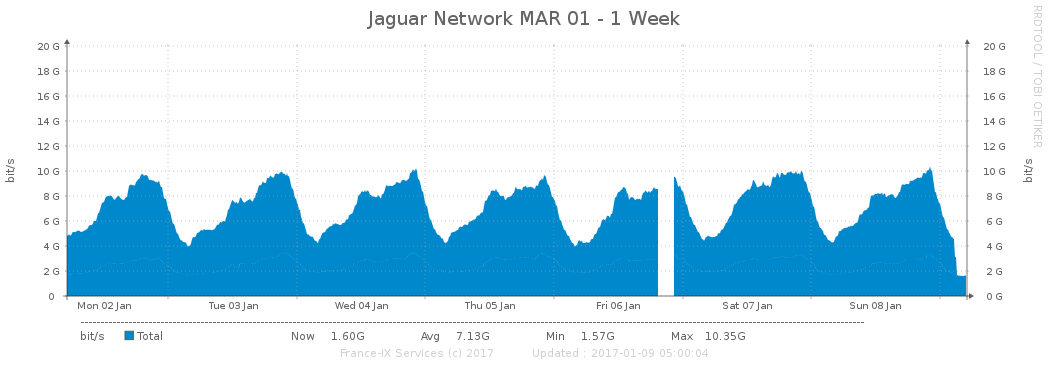 Jaguar Network MAR 01 - 1 Week
RRDTOOL / TOBI OETIKER
bit/s
bit/s
20 G 20 G
18 G 18 G
16 G 16 G
14 G 14 G
12 G 12 G
10 G 10 G
8 G 8 G
6 G 6 G
4 G 4 G
2 G 2 G
0 0 G
Mon 02 Jan Tue 03 Jan Wed 04 Jan Thu 05 Jan Fri 06 Jan Sat 07 Jan Sun 08 Jan
bit/s Total Now 1.60G Avg 7.13G Min 1.57G Max 10.35G
France-IX Services (c) 2017 Updated : 2017-01-09 05:00:04